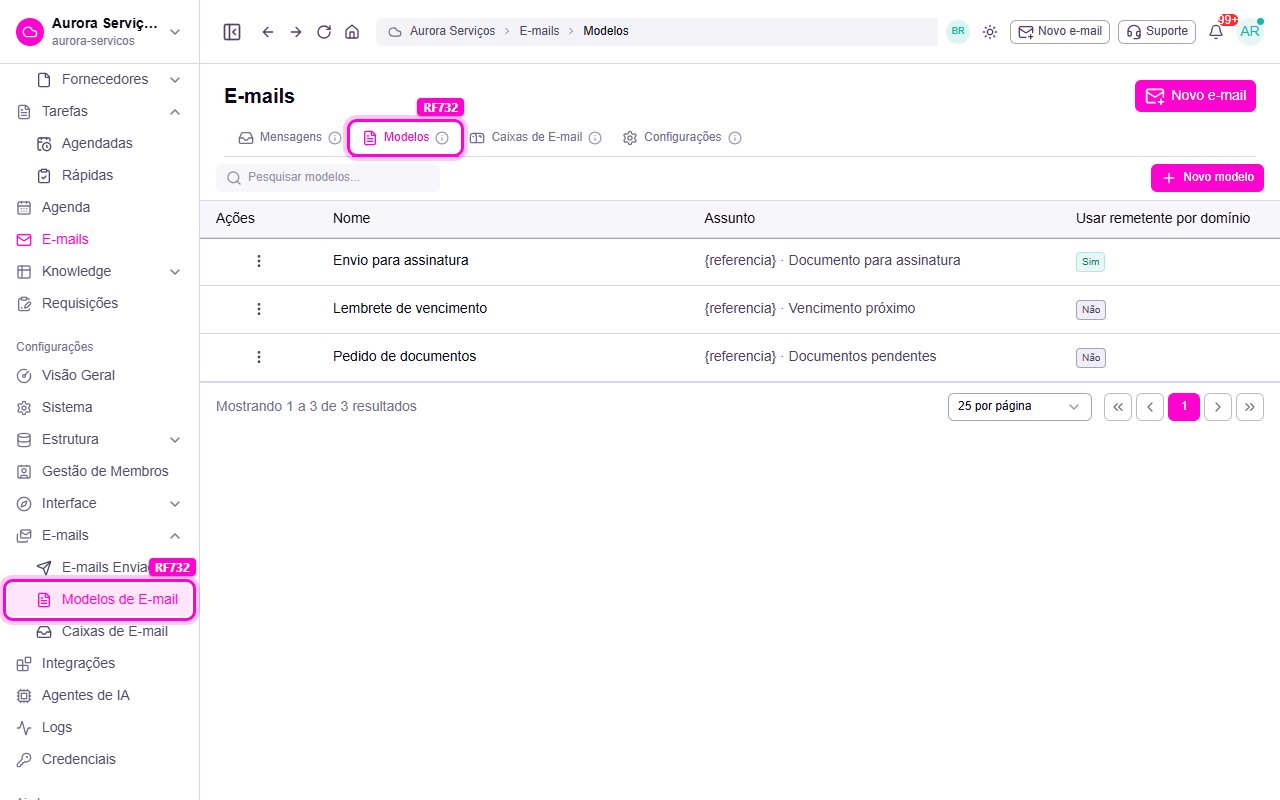 Aurora Serviç...
aurora-servicos
Aurora Serviços
E-mails
Modelos
BR
Novo e-mail
Suporte
99+
AR
Fornecedores
Tarefas
Agendadas
Rápidas
Agenda
E-mails
Knowledge
Requisições
Configurações
Visão Geral
Sistema
Estrutura
Gestão de Membros
Interface
E-mails
E-mails Envia
RF732
Modelos de E-mail
Caixas de E-mail
Integrações
Agentes de IA
Logs
Credenciais
E-mails
Novo e-mail
RF732
Mensagens
Modelos
Caixas de E-mail
Configurações
Pesquisar modelos...
Novo modelo
Ações Nome Assunto Usar remetente por domínio
Envio para assinatura {referencia} · Documento para assinatura Sim
Lembrete de vencimento {referencia} · Vencimento próximo Não
Pedido de documentos {referencia} · Documentos pendentes Não
Mostrando 1 a 3 de 3 resultados
25 por página
1